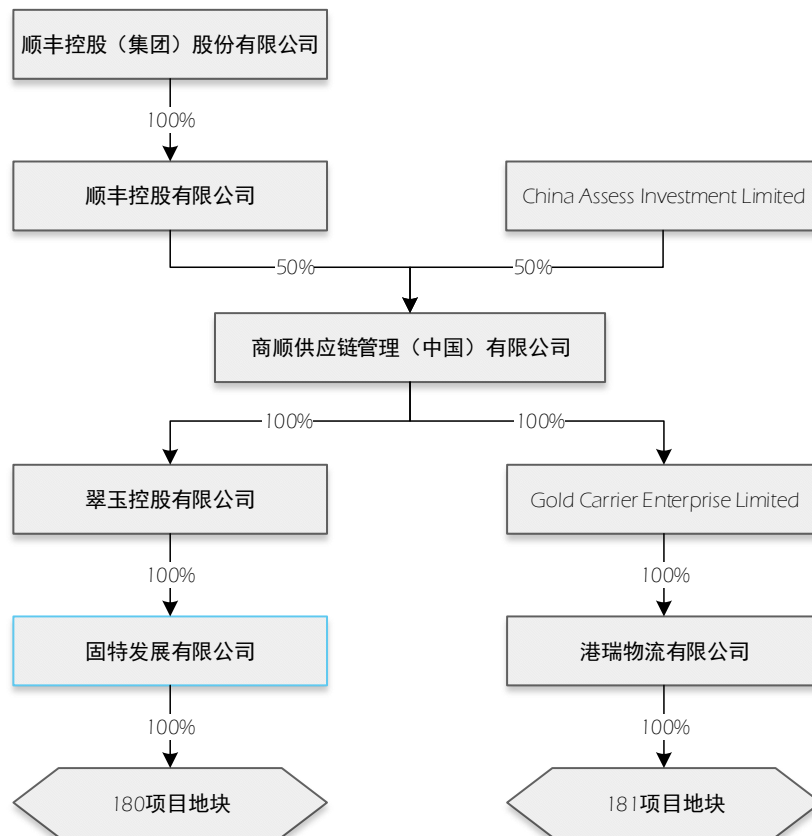 顺丰控股（集团）股份有限公司
100%
顺丰控股有限公司
China Assess Investment Limited
50%
50%
商顺供应链管理（中国）有限公司
100%
100%
翠玉控股有限公司
Gold Carrier Enterprise Limited
100%
100%
固特发展有限公司
港瑞物流有限公司
100%
100%
180项目地块
181项目地块